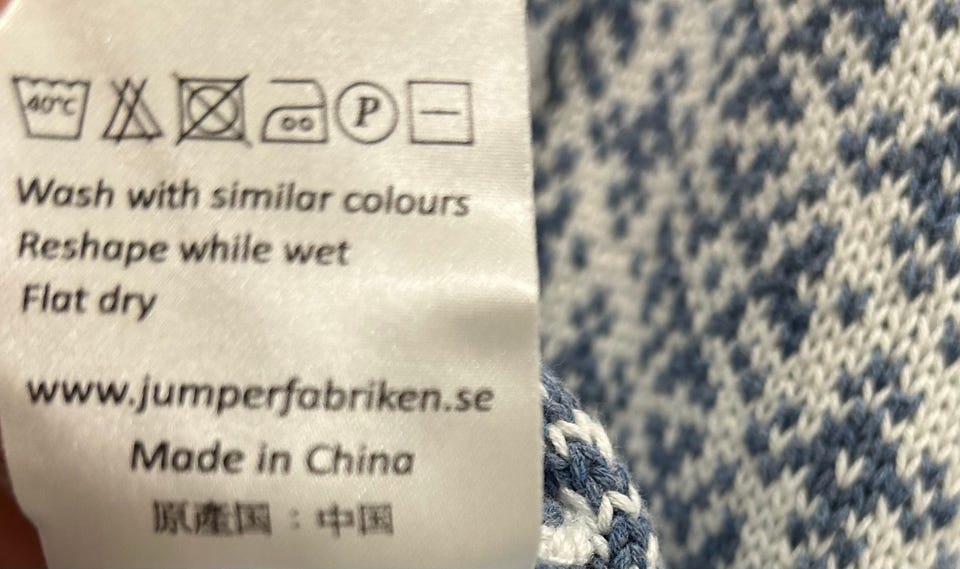 40°C P
Wash with similar colours
Reshape while wet
Flat dry
www.jumperfabriken.se
Made in China
原產国：中国